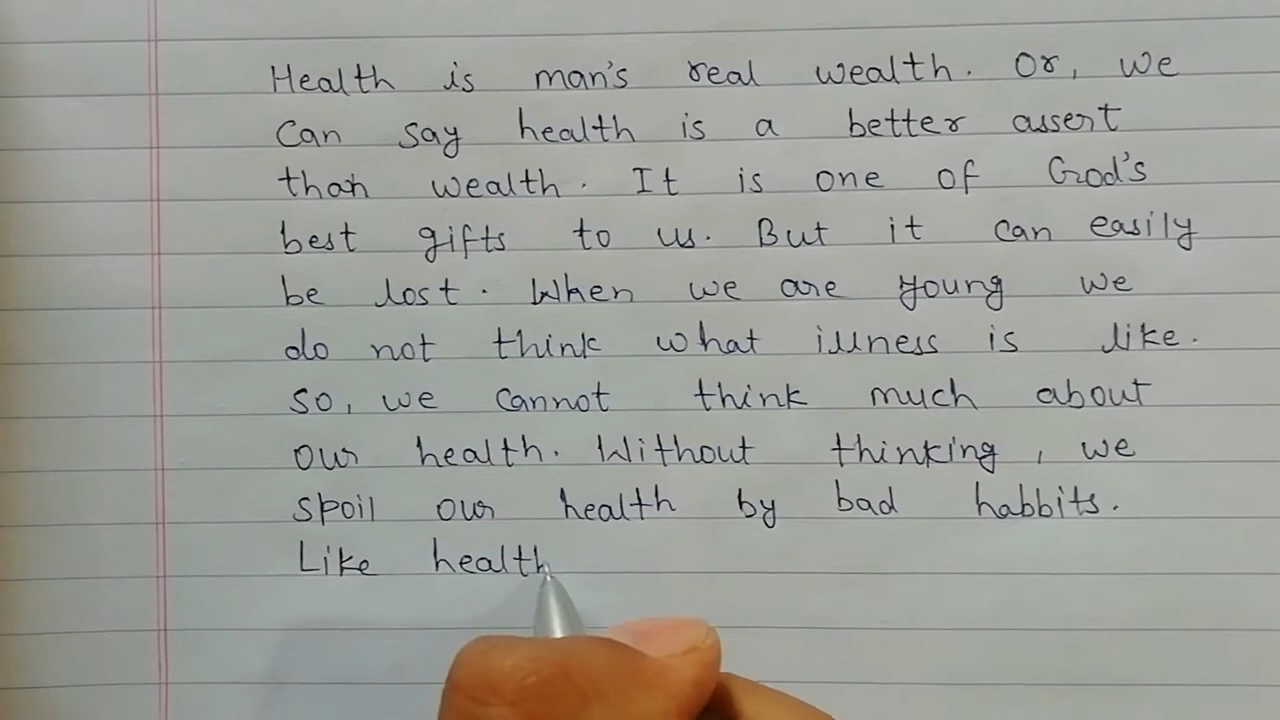 Health is man's real wealth. Or, we
can say health is a better assert
than wealth. It is one of God's
best gifts to us. But it can easily
be lost. When we are young we
do not think what illness is like.
so, we cannot think much about
our health. Without thinking, we
spoil our health by bad habbits.
Like health